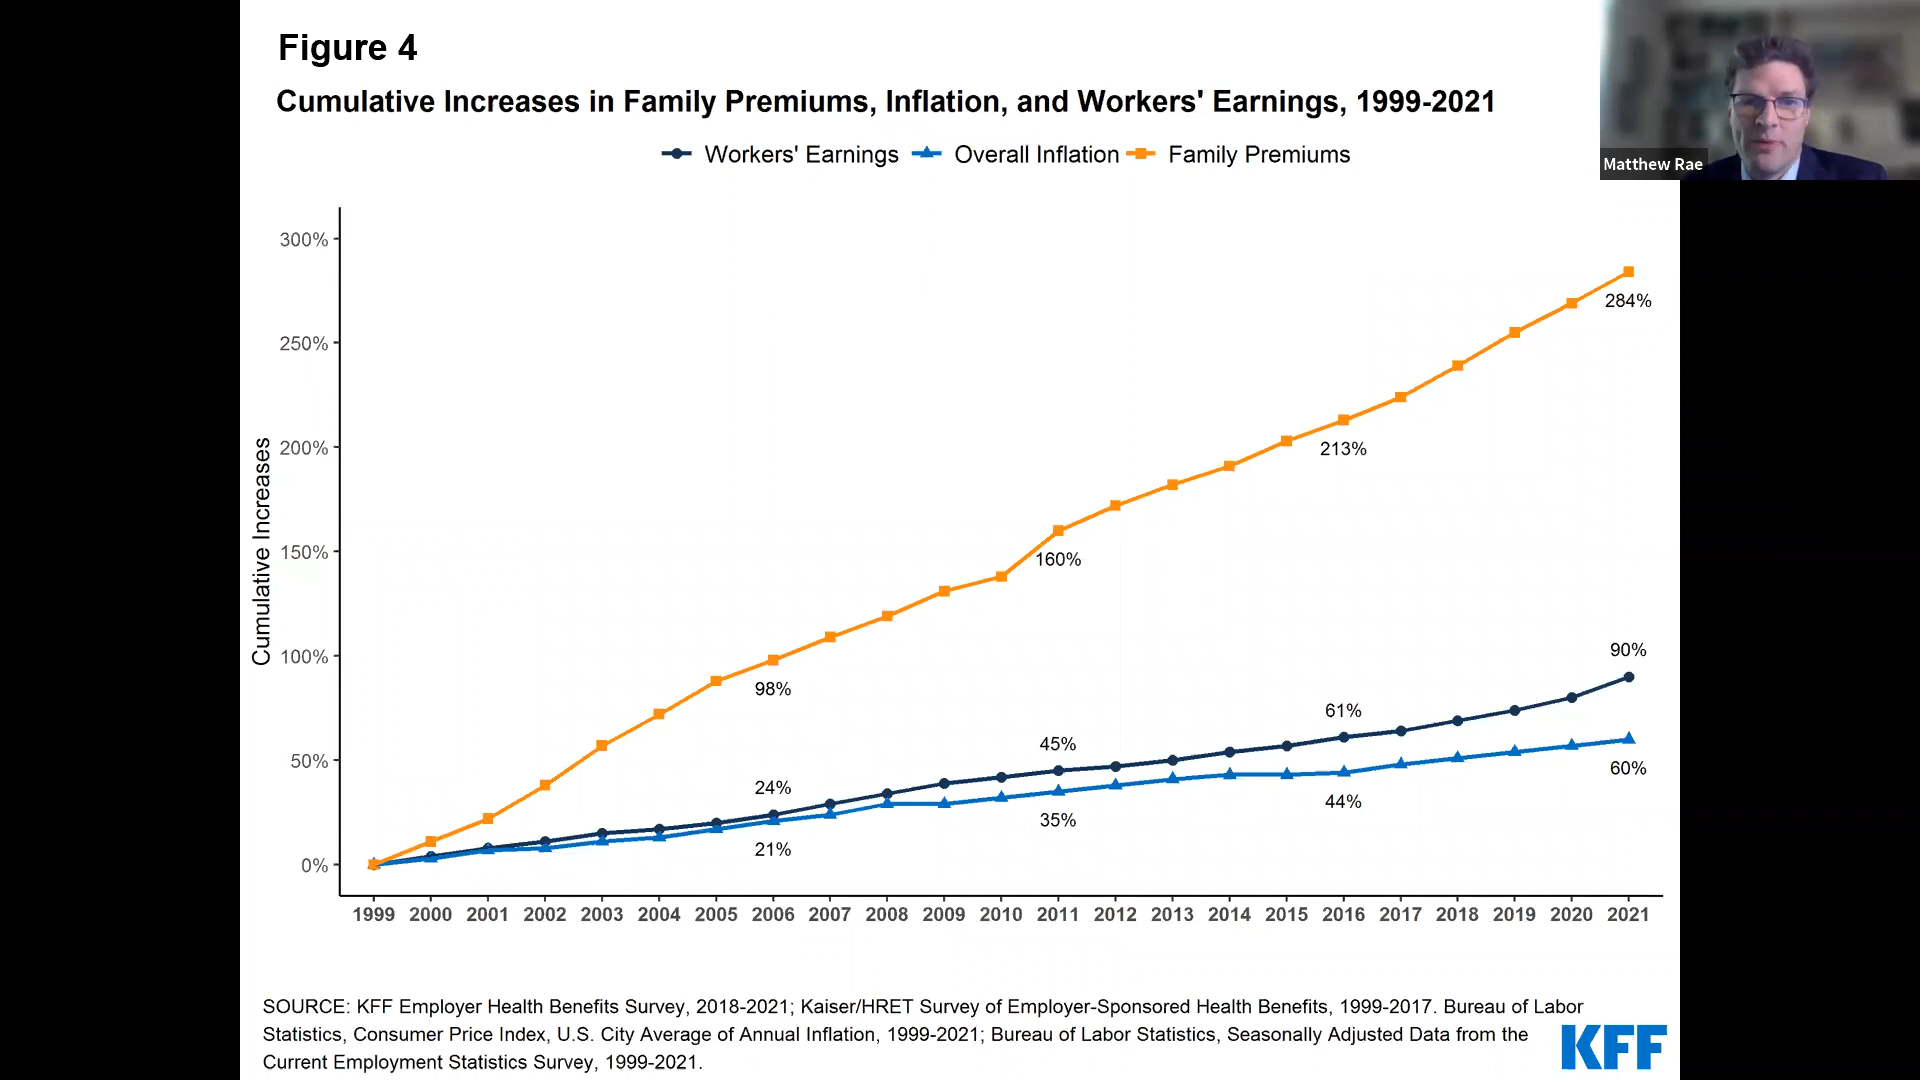 Figure 4
Cumulative Increases in Family Premiums, Inflation, and Workers' Earnings, 1999-2021
Workers' Earnings Overall Inflation Family Premiums
Matthew Rae
Cumulative Increases
300%
250%
200%
150%
100%
50%
0%
284%
213%
160%
98%
90%
61%
45%
24%
60%
44%
35%
21%
1999 2000 2001 2002 2003 2004 2005 2006 2007 2008 2009 2010 2011 2012 2013 2014 2015 2016 2017 2018 2019 2020 2021
SOURCE: KFF Employer Health Benefits Survey, 2018-2021; Kaiser/HRET Survey of Employer-Sponsored Health Benefits, 1999-2017. Bureau of Labor
Statistics, Consumer Price Index, U.S. City Average of Annual Inflation, 1999-2021; Bureau of Labor Statistics, Seasonally Adjusted Data from the
Current Employment Statistics Survey, 1999-2021.
KFF